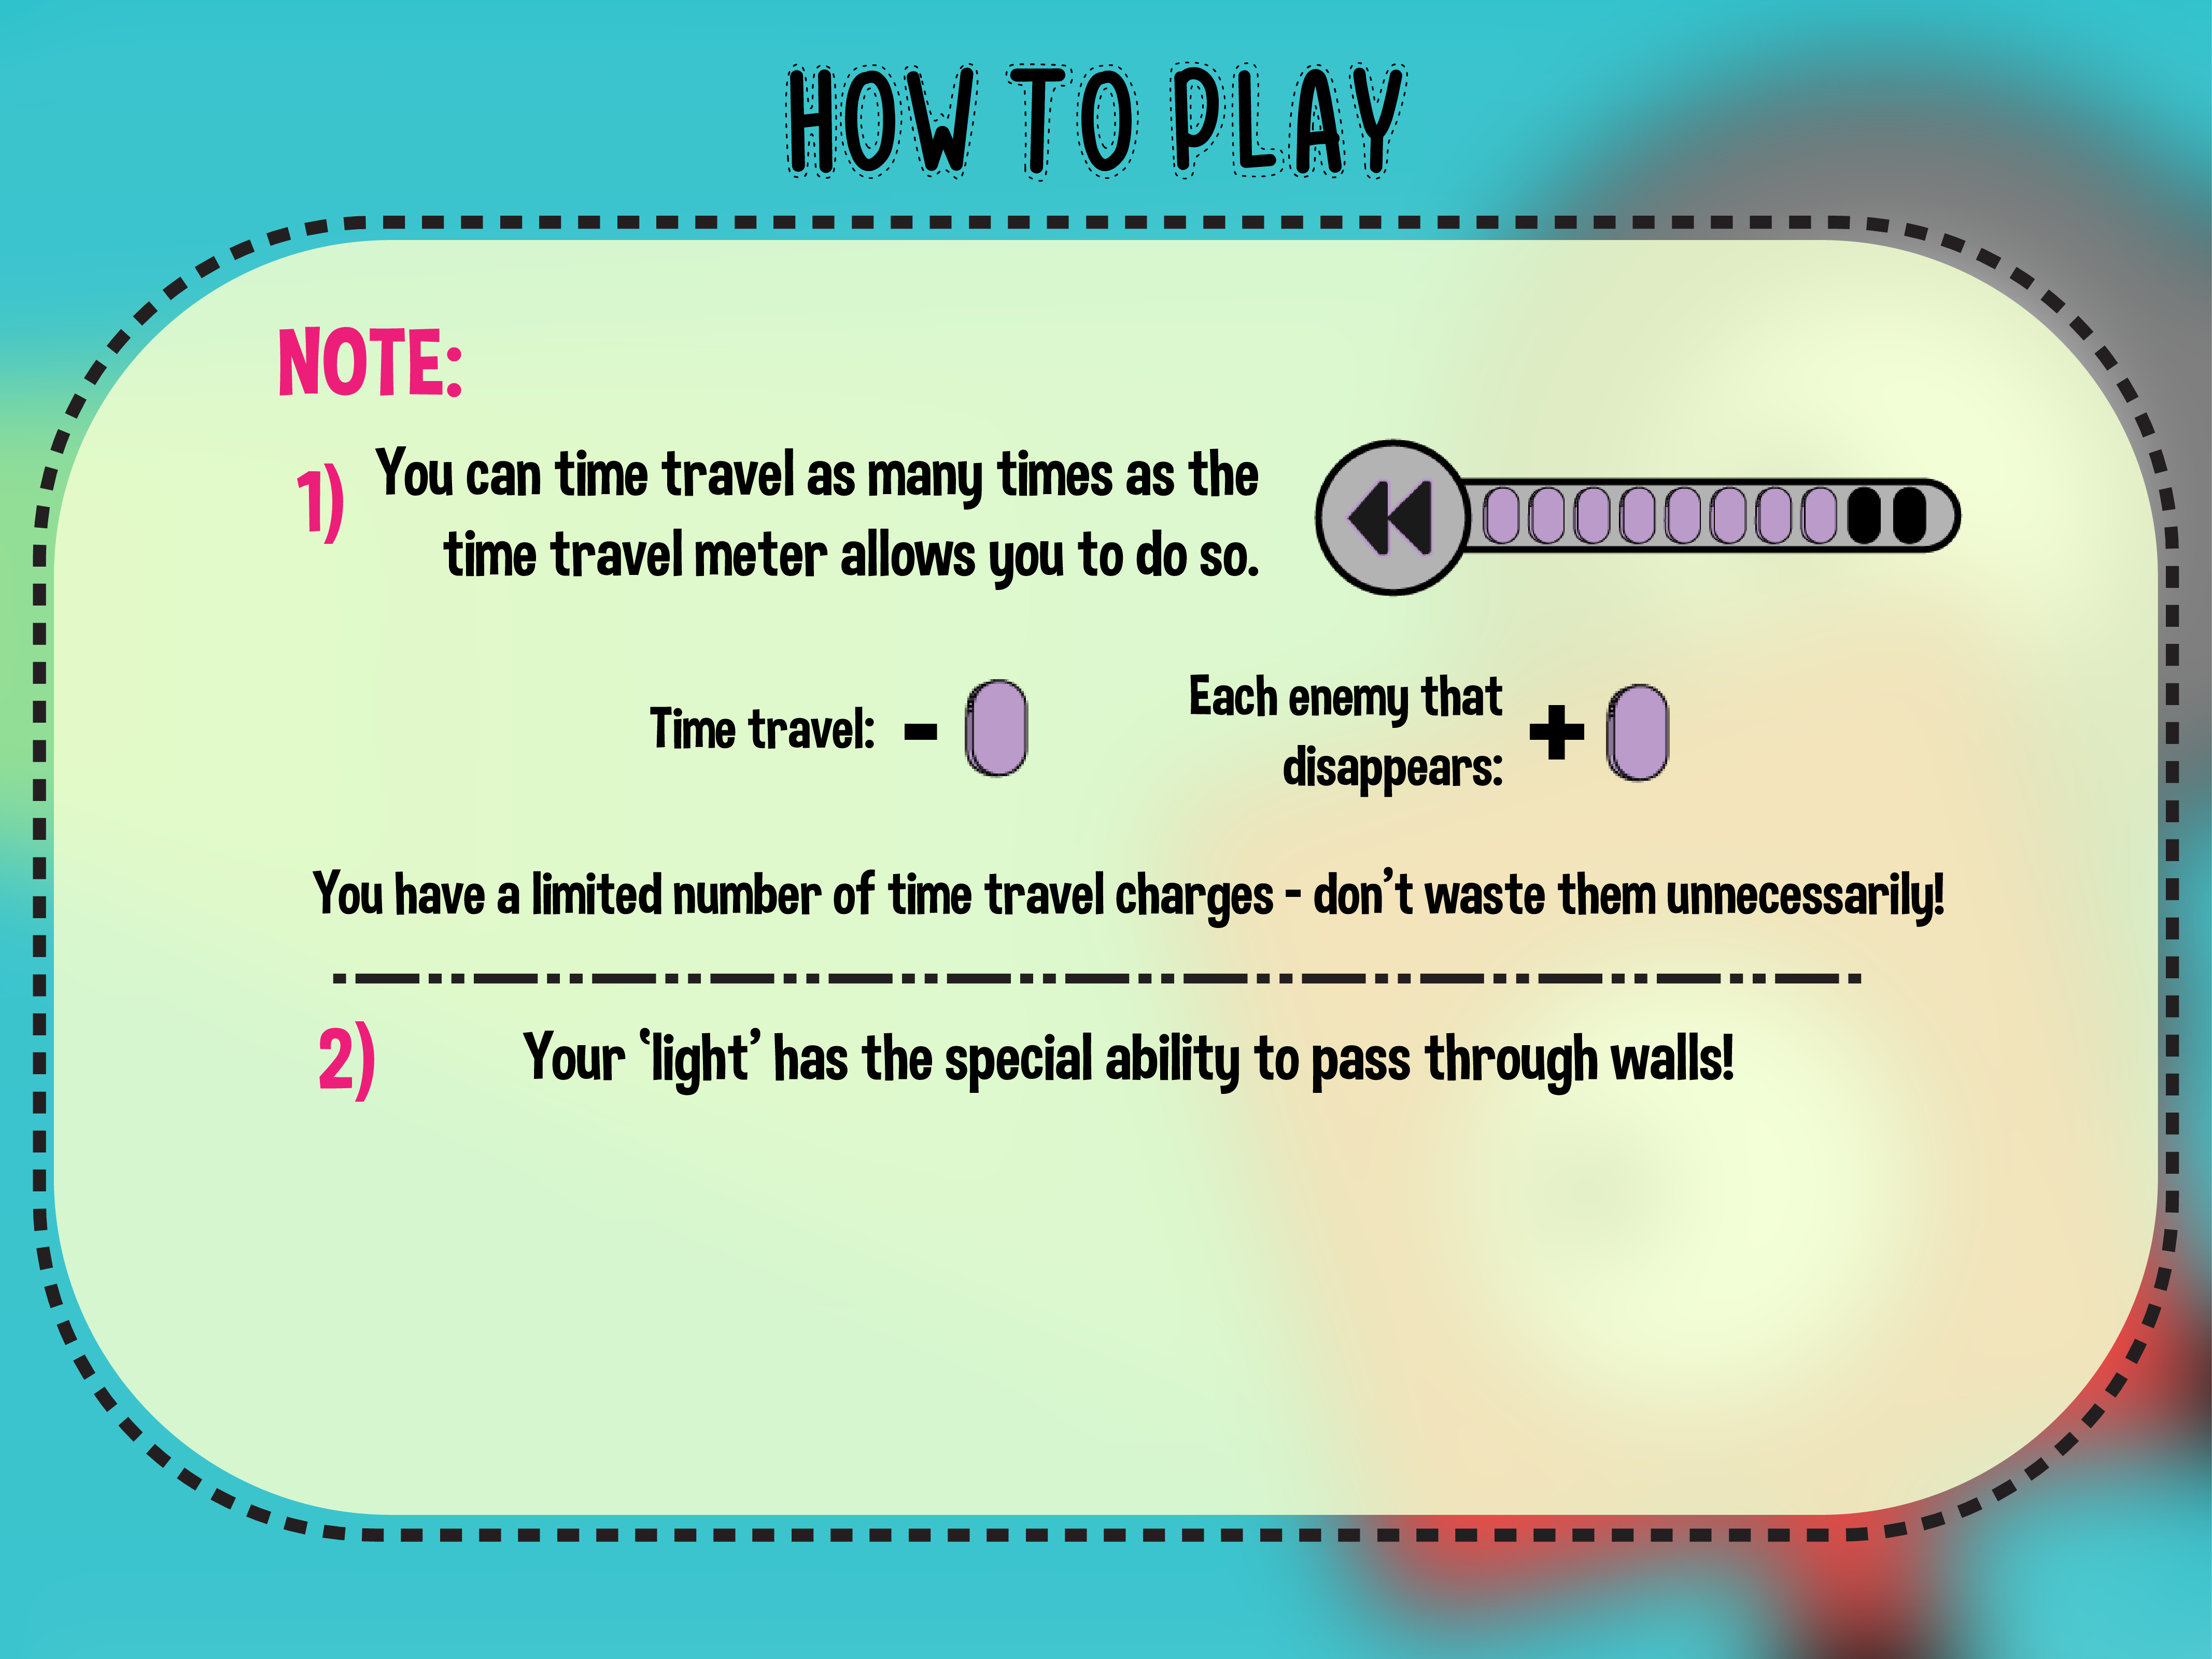 HOW TO PLAY
NOTE:
1) You can time travel as many times as the
time travel meter allows you to do so.
Time travel: -
Each enemy that
disappears: +
You have a limited number of time travel charges - don’t waste them unnecessarily!
2) Your ‘light’ has the special ability to pass through walls!